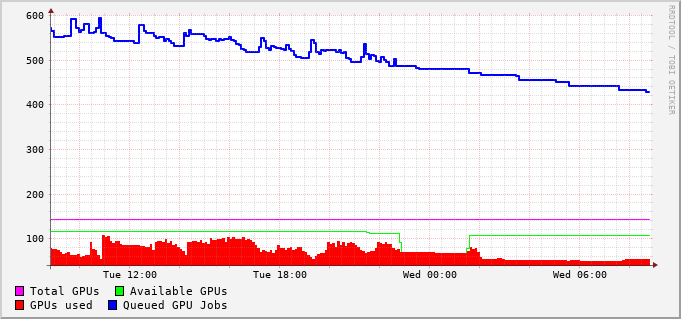 600
500
400
300
200
100
Tue 12:00 Tue 18:00 Wed 00:00 Wed 06:00
Total GPUs Available GPUs
GPUs used Queued GPU Jobs
RRDTOOL / TOBI OETIKER